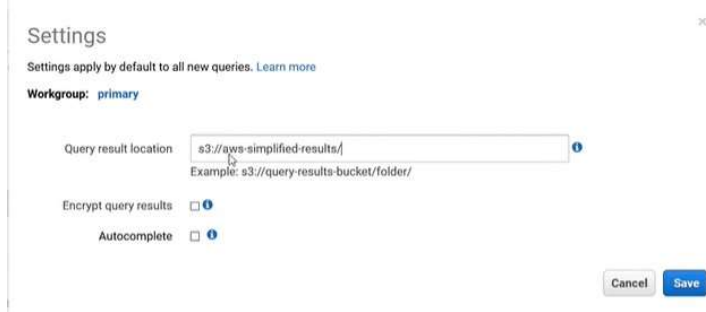 Settings
Settings apply by default to all new queries. Learn more
Workgroup: primary
Query result location s3://aws-simplified-results/
Example: s3://query-results-bucket/folder/
Encrypt query results
Autocomplete
Cancel Save